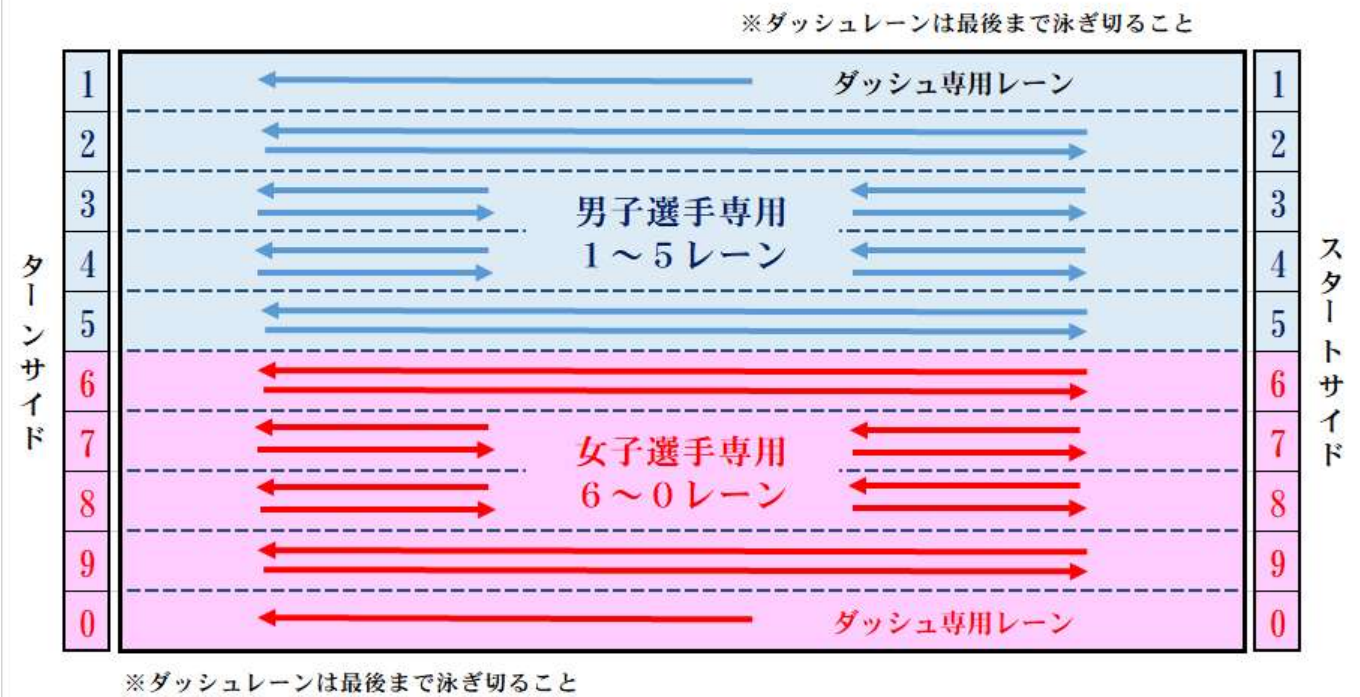 ※ダッシュレーンは最後まで泳ぎ切ること
ターンサイド
スタートサイド
1 ダッシュ専用レーン 1
2 2
3 3
男子選手専用
1～5レーン
4 4
5 5
6 6
7 7
女子選手専用
6～0レーン
8 8
9 9
0 ダッシュ専用レーン 0
※ダッシュレーンは最後まで泳ぎ切ること